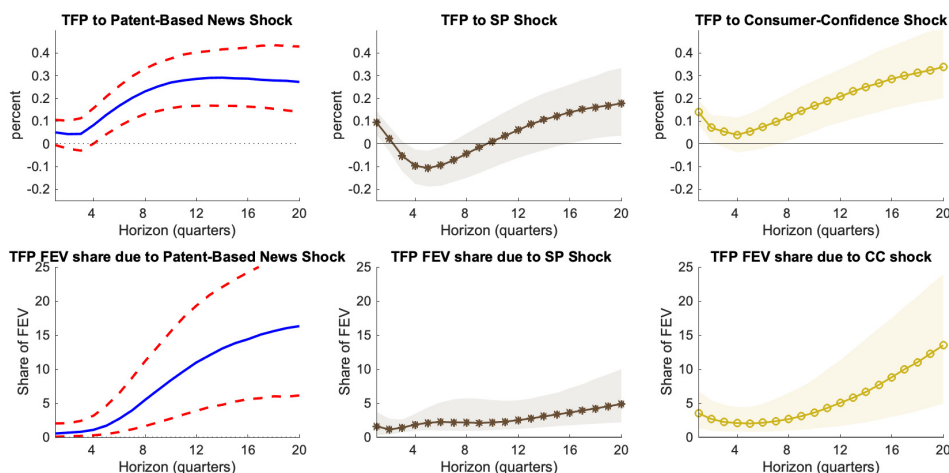 TFP to Patent-Based News Shock
0.4
0.3
0.2
0.1
0
-0.1
-0.2
percent
4 8 12 16 20
Horizon (quarters)
TFP to SP Shock
0.4
0.3
0.2
0.1
0
-0.1
-0.2
percent
4 8 12 16 20
Horizon (quarters)
TFP to Consumer-Confidence Shock
0.4
0.3
0.2
0.1
0
-0.1
-0.2
percent
4 8 12 16 20
Horizon (quarters)
TFP FEV share due to Patent-Based News Shock
25
20
15
10
5
0
Share of FEV
4 8 12 16 20
Horizon (quarters)
TFP FEV share due to SP Shock
25
20
15
10
5
0
Share of FEV
4 8 12 16 20
Horizon (quarters)
TFP FEV share due to CC shock
25
20
15
10
5
0
Share of FEV
4 8 12 16 20
Horizon (quarters)